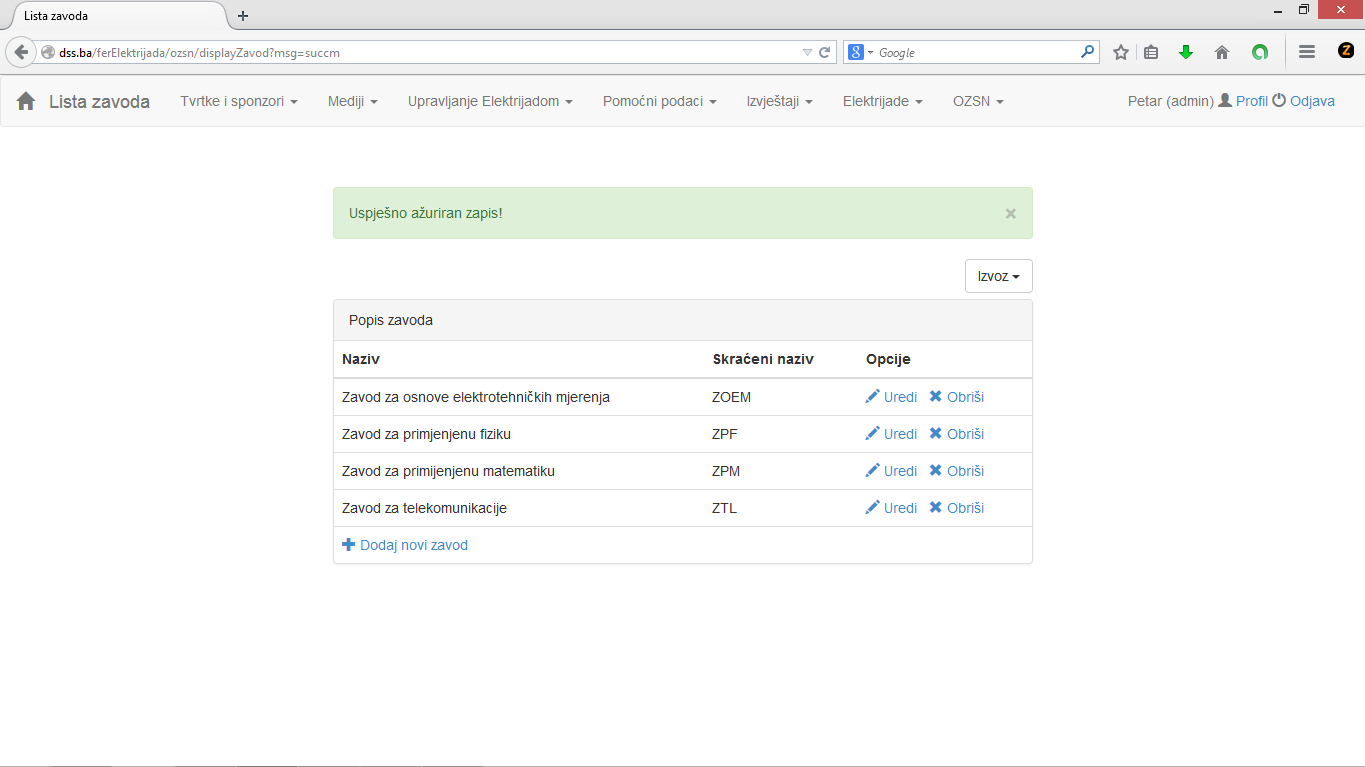 Lista zavoda
dss.ba/ferElektrijada/ozsn/displayZavod?msg=succm
Google
Lista zavoda Tvrtke i sponzori Mediji Upravljanje Elektrijadom Pomoćni podaci Izvještaji Elektrijade OZSN Petar (admin) Profil Odjava
Uspješno ažuriran zapis!
Izvoz
Popis zavoda
Naziv Skraćeni naziv Opcije
Zavod za osnove elektrotehničkih mjerenja ZOEM Uredi Obriši
Zavod za primjenjenu fiziku ZPF Uredi Obriši
Zavod za primijenjenu matematiku ZPM Uredi Obriši
Zavod za telekomunikacije ZTL Uredi Obriši
Dodaj novi zavod